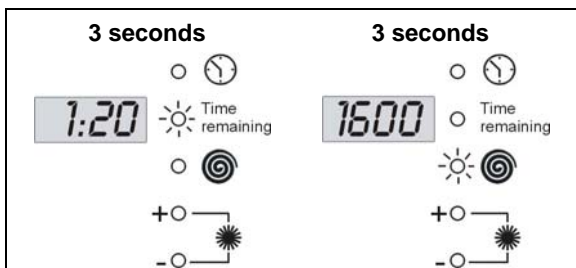 3 seconds
1:20
Time
remaining
+
-
3 seconds
1600
Time
remaining
+
-